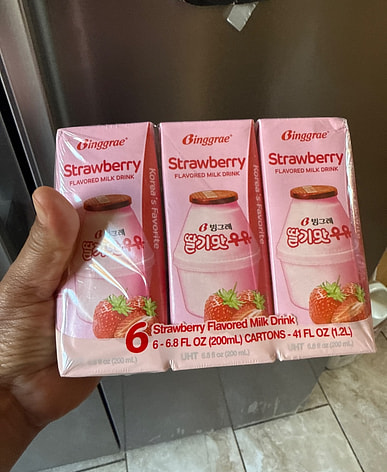 Binggrae®
Strawberry
FLAVORED MILK DRINK
Korea's Favorite
빙그레
딸기맛우유
6.8 fl oz (200 mL)
Binggrae®
Strawberry
FLAVORED MILK DRINK
Korea's Favorite
빙그레
딸기맛우유
UHT 6.8 fl oz (200 mL)
Binggrae®
Strawberry
FLAVORED MILK DRINK
빙그레
딸기맛우유
UHT 6.8 fl oz (200 mL)
6 Strawberry Flavored Milk Drink
6 - 6.8 FL OZ (200mL) CARTONS - 41 FL OZ (1.2L)